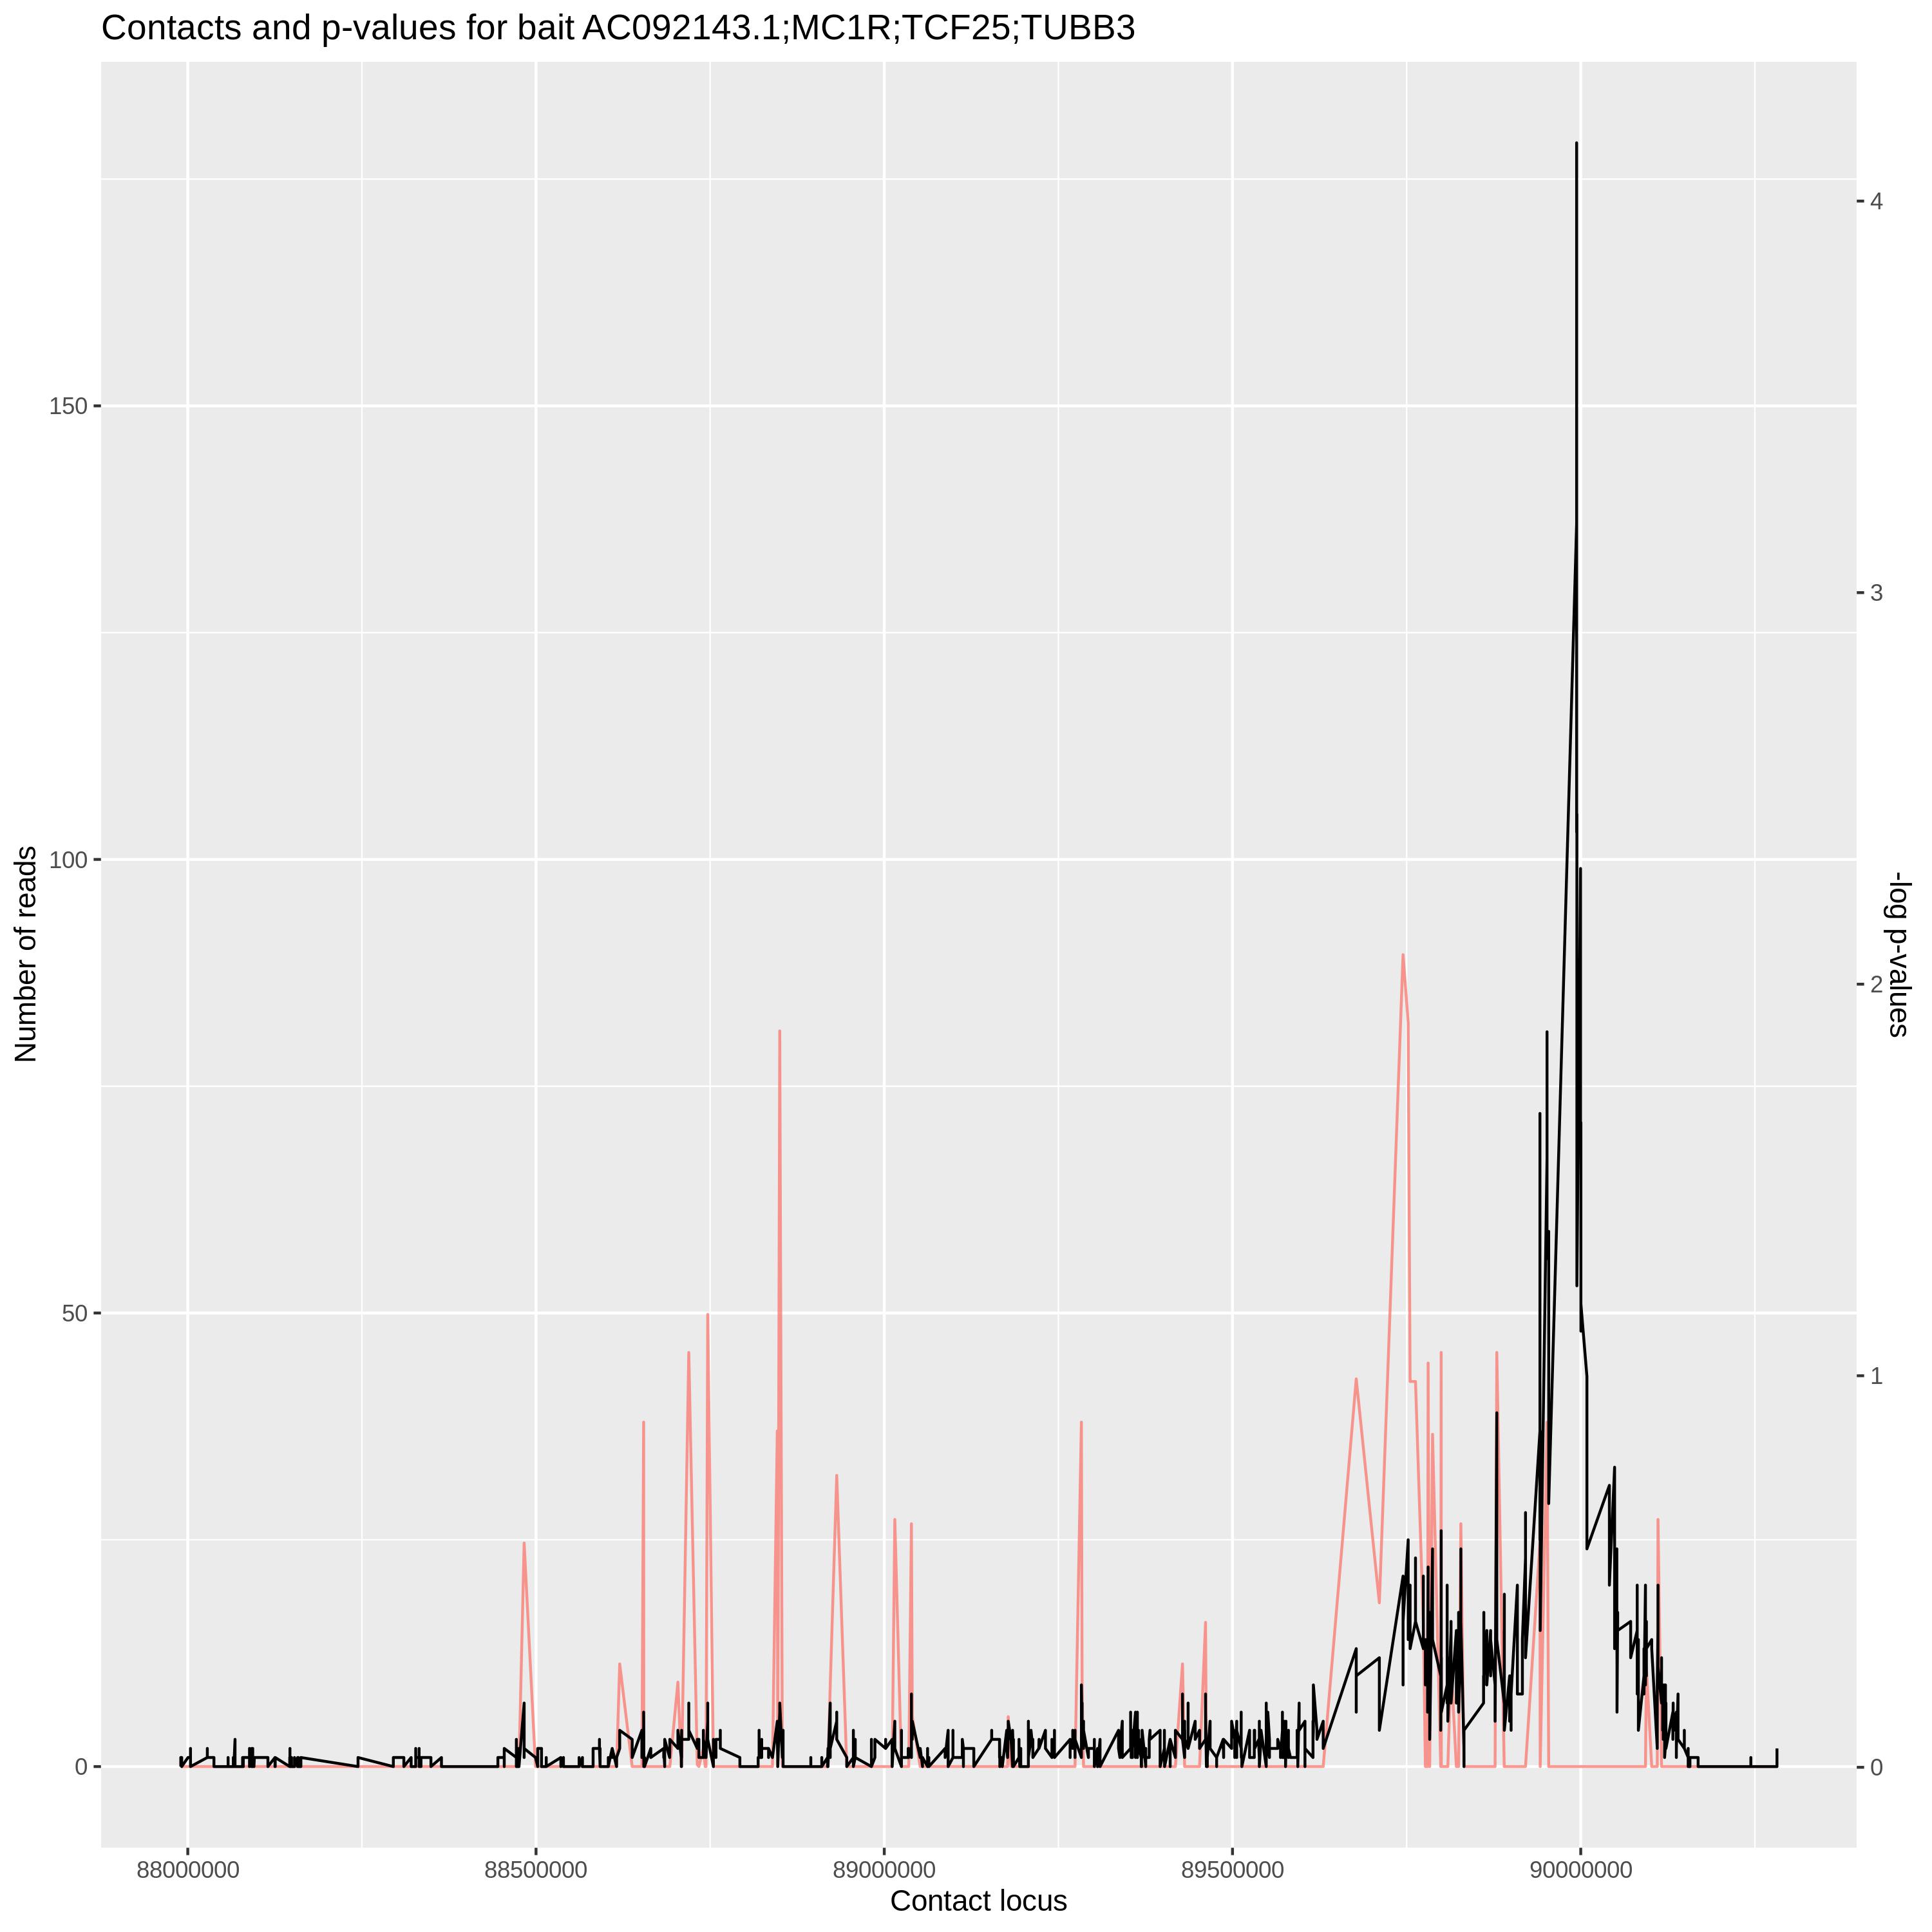 Contacts and p-values for bait AC092143.1;MC1R;TCF25;TUBB3
Number of reads
150
100
50
0
4
3
2
1
0
-log p-values
88000000 88500000 89000000 89500000 90000000
Contact locus